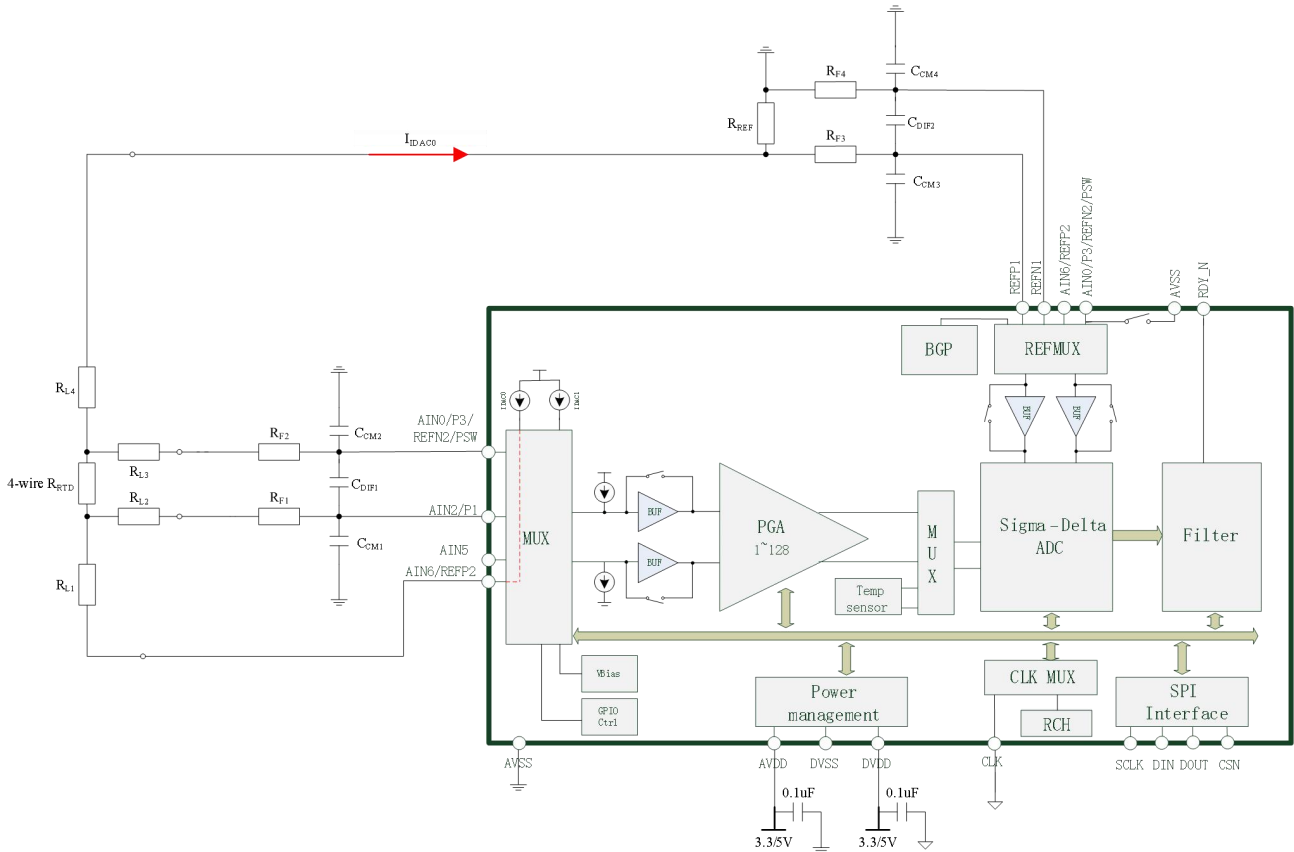 CCM4
RF4
CDIF2
RREF
RF3
CCM3
IIDAC0
REFP1
REFN1
AIN6/REFP2
AIN0/P3/REFN2/PSW
AVSS
RDY_N
BGP
REFMUX
BUF
BUF
RL4
IDAC0
IDAC1
AIN0/P3/
REFN2/PSW
CCM2
RF2
RL3
4-wire RRTD
CDIF1
RL2
RF1
AIN2/P1
CCM1
AIN5
AIN6/REFP2
RL1
MUX
BUF
BUF
PGA
1~128
M
U
X
Temp
sensor
Sigma-Delta
ADC
Filter
VBias
GPIO
Ctrl
Power
management
CLK MUX
RCH
SPI
Interface
AVSS
AVDD
DVSS
DVDD
CLK
SCLK
DIN
DOUT
CSN
0.1uF
0.1uF
3.3/5V
3.3/5V